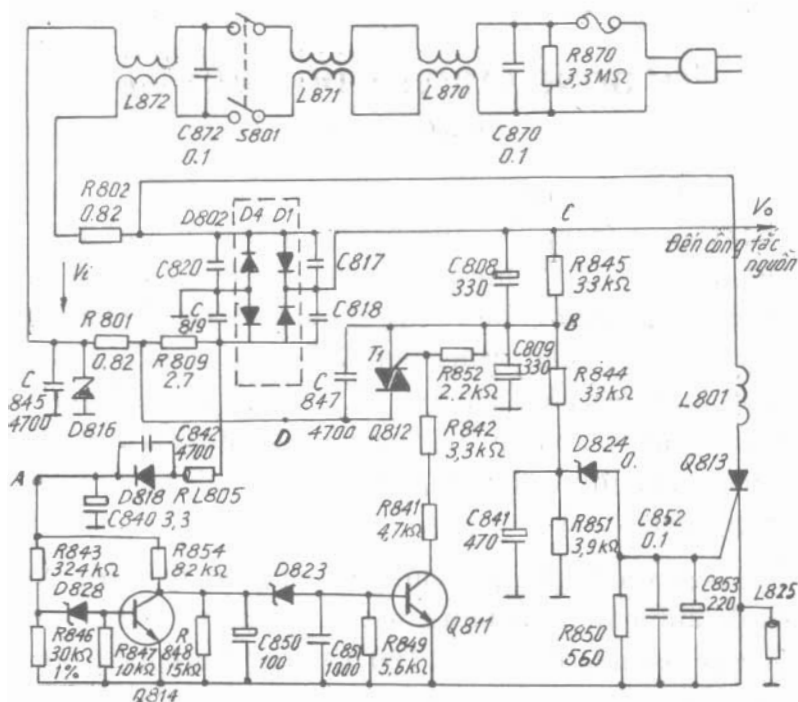 R870
3,3MΩ
L872
C872
0.1
S801
L871
L870
C870
0.1
R802
0.82
D802
D4 D1
C
Vo
Đến công tắc
nguồn
Vi
C820
C817
C808
330
R845
33kΩ
C
819
C818
R801
0.82
R809
2.7
B
C
845
4700
D816
C
847
4700
T1
R852
2,2kΩ
C809
330
R844
33kΩ
L801
D
Q812
R842
3,3kΩ
C842
4700
D824
0.
Q813
A
D818
RL805
C840 3,3
R841
4,7kΩ
C841
470
R851
3,9kΩ
C852
0.1
R843
324kΩ
R854
82kΩ
D823
C853
220
L825
D828
Q811
R846
30kΩ
1%
R847
10kΩ
R
848
15kΩ
C850
100
C851
1000
R849
5,6kΩ
R850
560
Q814